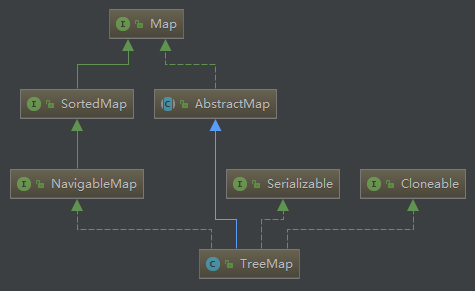 I Map
I SortedMap
C AbstractMap
I NavigableMap
I Serializable
I Cloneable
C TreeMap